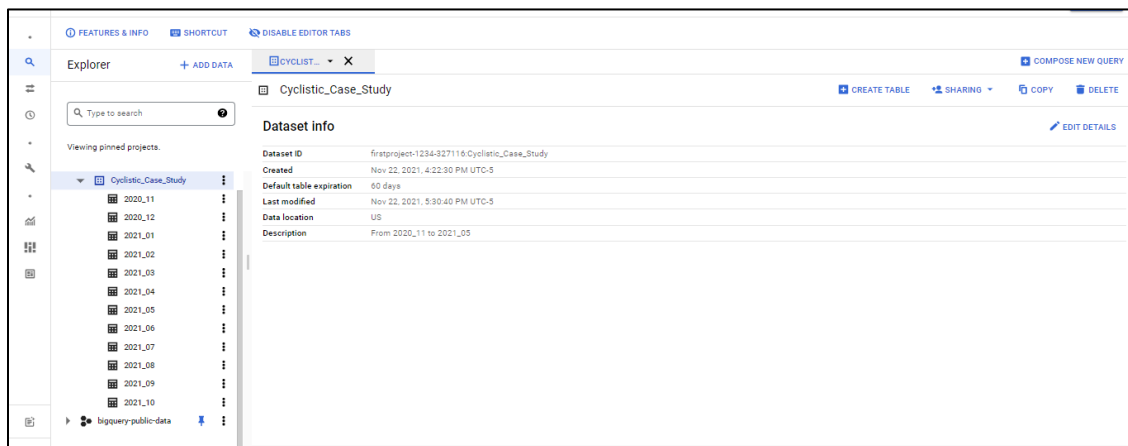 FEATURES & INFO SHORTCUT DISABLE EDITOR TABS
Explorer + ADD DATA
CYCLIST... X COMPOSE NEW QUERY
Cyclistic_Case_Study CREATE TABLE SHARING COPY DELETE
Type to search
Viewing pinned projects.
Cyclistic_Case_Study
2020_11
2020_12
2021_01
2021_02
2021_03
2021_04
2021_05
2021_06
2021_07
2021_08
2021_09
2021_10
bigquery-public-data
Dataset info EDIT DETAILS
Dataset ID firstproject-1234-327116:Cyclistic_Case_Study
Created Nov 22, 2021, 4:22:30 PM UTC-5
Default table expiration 60 days
Last modified Nov 22, 2021, 5:30:40 PM UTC-5
Data location US
Description From 2020_11 to 2021_05